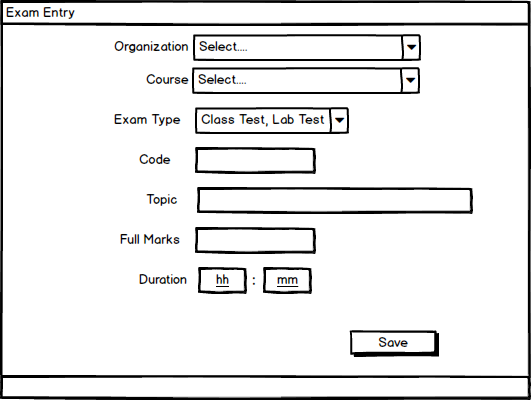 Exam Entry
Organization Select....
Course Select....
Exam Type Class Test, Lab Test
Code
Topic
Full Marks
Duration hh : mm
Save